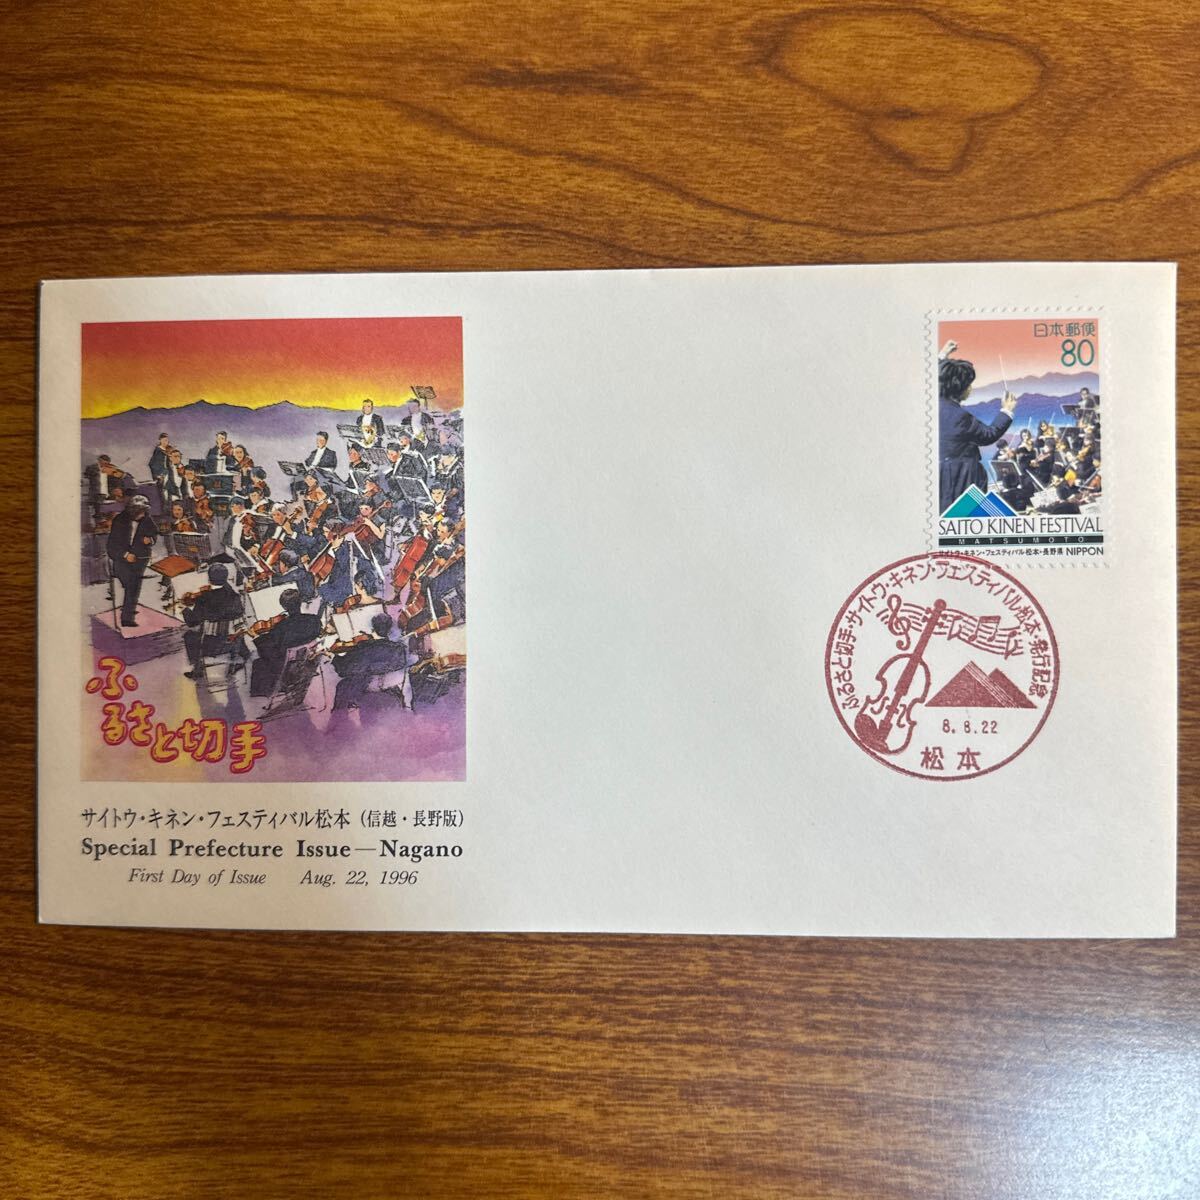 ふるさと切手
サイトウ・キネン・フェスティバル松本（信越・長野版）
Special Prefecture Issue—Nagano
First Day of Issue Aug. 22, 1996
日本郵便
80
SAITO KINEN FESTIVAL
MATSUMOTO
サイトウ・キネン・フェスティバル松本・長野県 NIPPON
ふるさと切手・サイトウ・キネン・フェスティバル松本・発行記念
8.8.22
松本